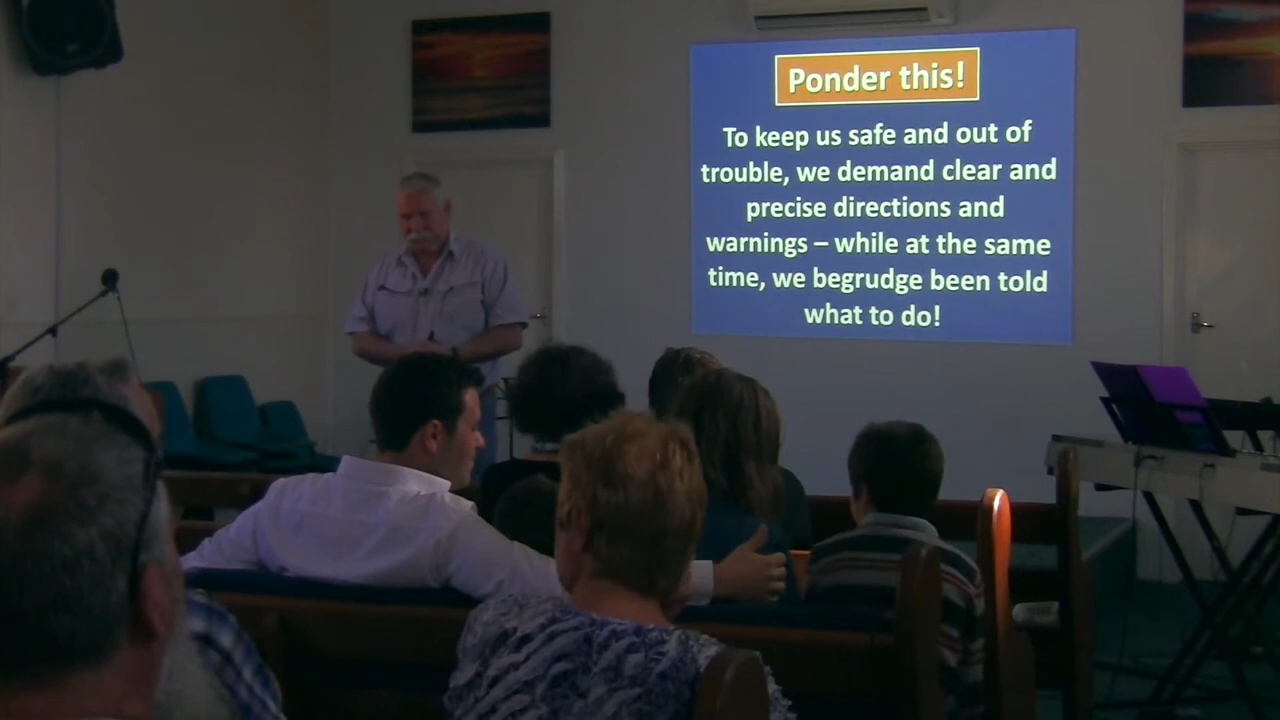 Ponder this!
To keep us safe and out of
trouble, we demand clear and
precise directions and
warnings – while at the same
time, we begrudge been told
what to do!